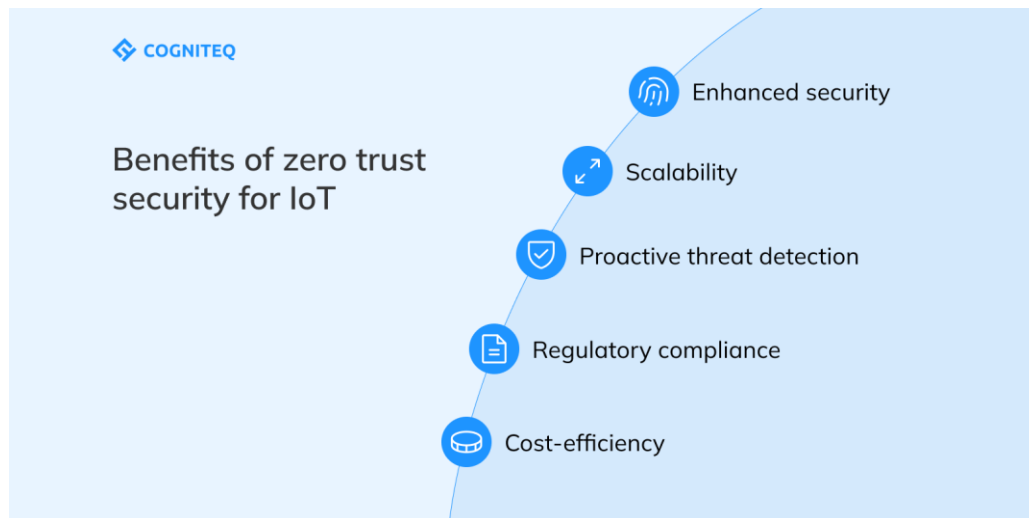 COGNITEQ
Benefits of zero trust
security for IoT
Enhanced security
Scalability
Proactive threat detection
Regulatory compliance
Cost-efficiency